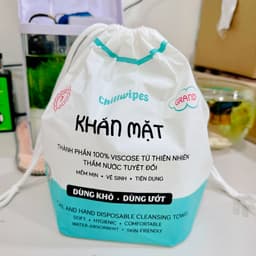 Chillwipes
GRAND
KHĂN MẶT
THÀNH PHẦN 100% VISCOSE TỪ THIÊN NHIÊN
THẤM NƯỚC TUYỆT ĐỐI
MỀM MỊN • VỆ SINH • TIỆN DỤNG
DÙNG KHÔ • DÙNG ƯỚT
AND HAND DISPOSABLE CLEANSING TOWEL
SOFT • HYGIENIC • COMFORTABLE
WATER-ABSORBENT • SKIN FRIENDLY